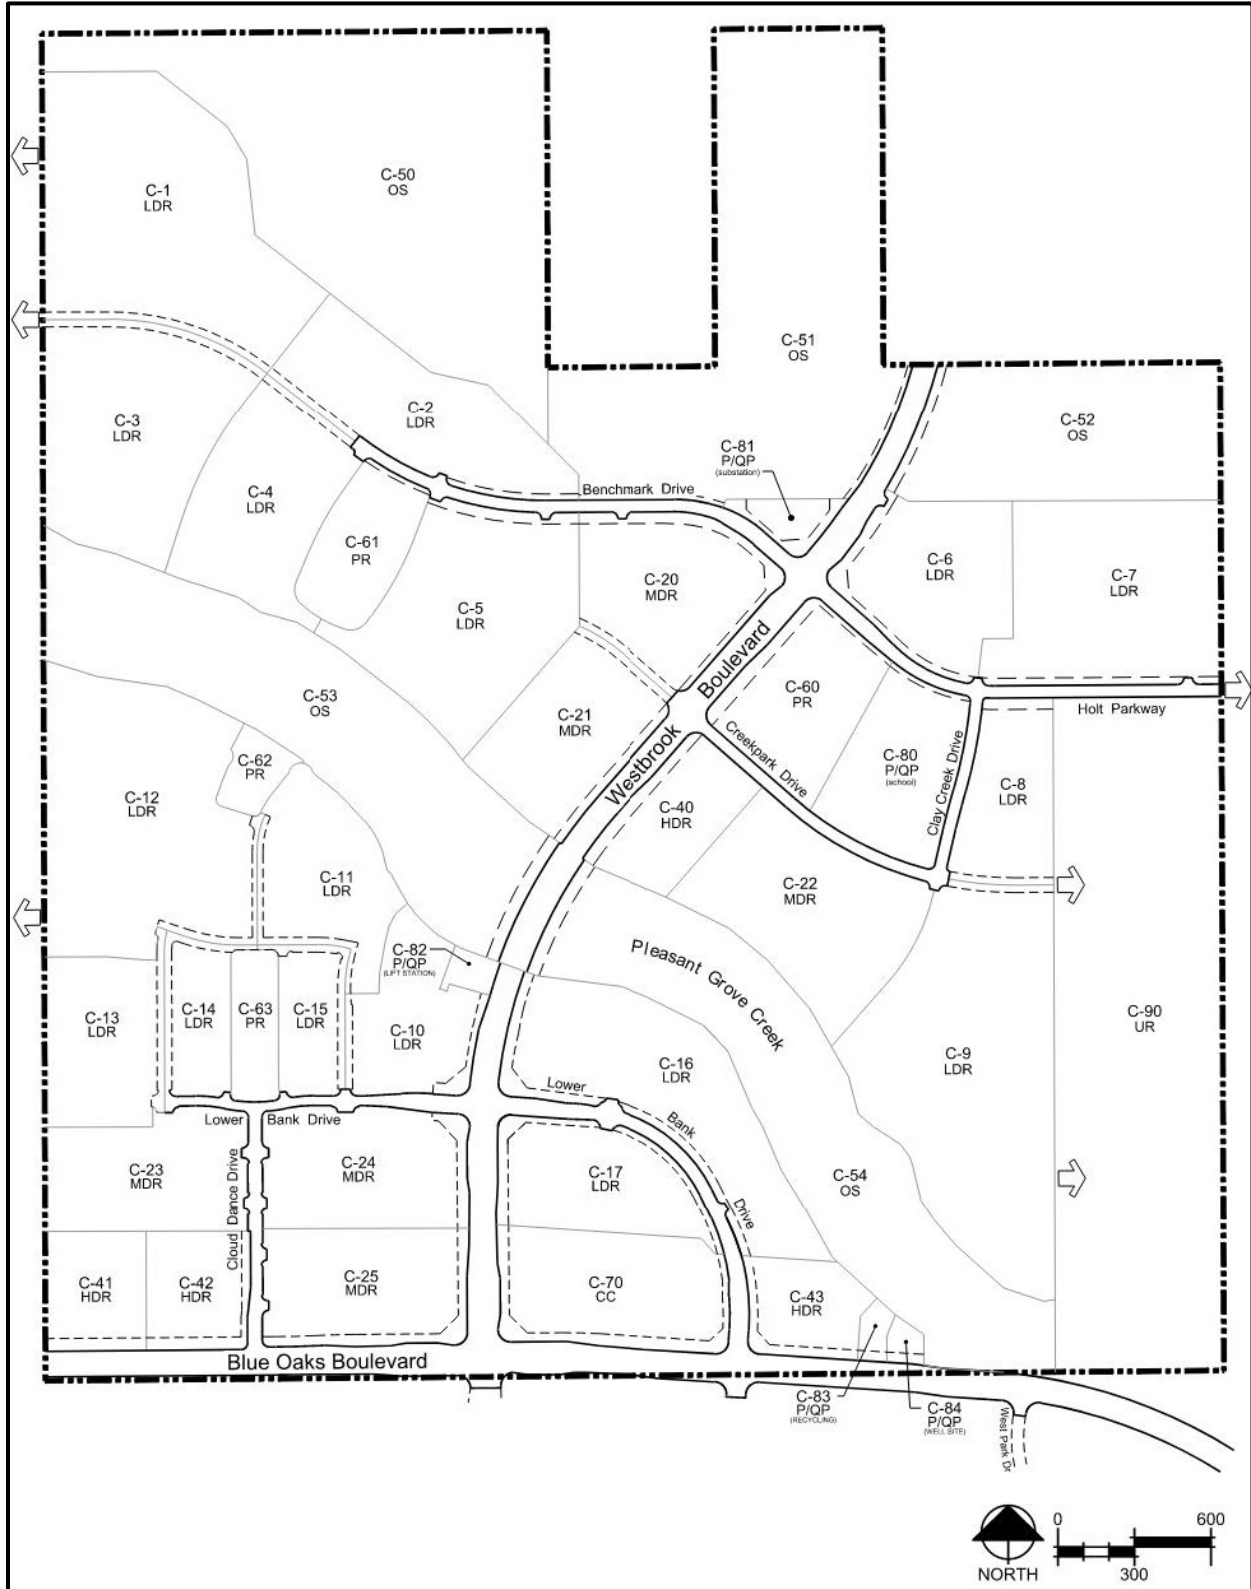 C-50
OS
C-1
LDR
C-51
OS
C-2
LDR
C-3
LDR
C-52
OS
C-81
P/QP
(substation)
C-4
LDR
Benchmark Drive
C-61
PR
C-6
LDR
C-7
LDR
C-20
MDR
C-5
LDR
Westbrook Boulevard
C-60
PR
C-53
OS
C-21
MDR
Holt Parkway
Creekpark Drive
C-80
P/QP
(school)
Clay Creek Drive
C-62
PR
C-8
LDR
C-12
LDR
C-40
HDR
C-11
LDR
C-22
MDR
C-82
P/QP
(LIFT STATION)
Pleasant Grove Creek
C-14
LDR
C-63
PR
C-15
LDR
C-13
LDR
C-10
LDR
C-90
UR
C-16
LDR
C-9
LDR
Lower Bank Drive
Lower Bank Drive
C-23
MDR
Cloud Dance Drive
C-24
MDR
C-17
LDR
C-54
OS
C-41
HDR
C-42
HDR
C-25
MDR
C-70
CC
C-43
HDR
Blue Oaks Boulevard
C-83
P/QP
(RECYCLING)
C-84
P/QP
(WELL SITE)
West Park Dr
0
600
300
NORTH